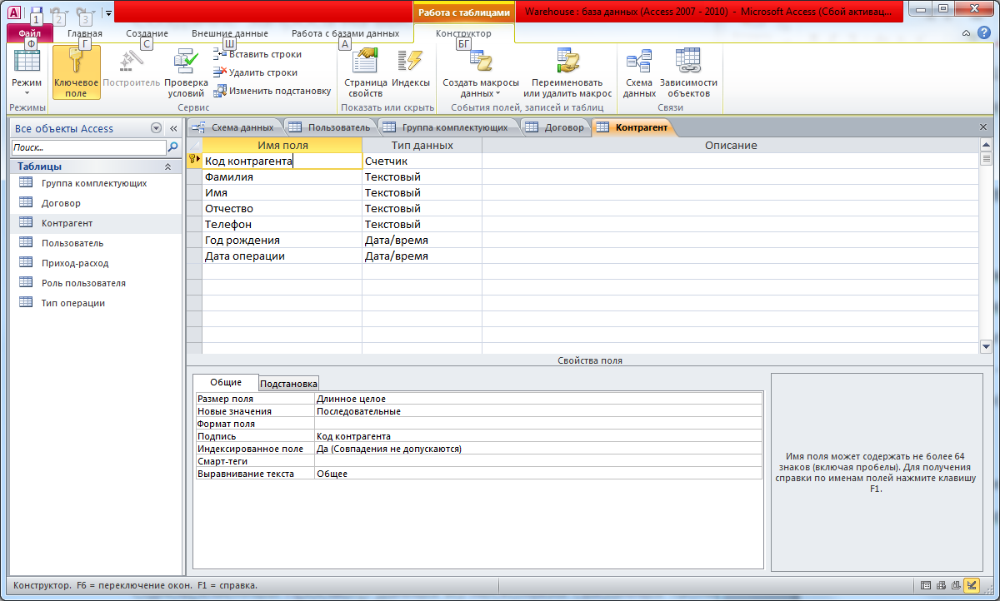 A
1
2
3
Работа с таблицами
Warehouse : база данных (Access 2007 - 2010) - Microsoft Access (Сбой активац...
Файл
Главная
Создание
Внешние данные
Работа с базами данных
Конструктор
Ф
Г
С
Ш
А
БГ
Режим
Ключевое поле
Построитель
Проверка условий
Вставить строки
Удалить строки
Изменить подстановку
Страница свойств
Индексы
Создать макросы данных
Переименовать или удалить макрос
Схема данных
Зависимости объектов
Режимы
Сервис
Показать или скрыть
События полей, записей и таблиц
Связи
Все объекты Access
Поиск...
Таблицы
Группа комплектующих
Договор
Контрагент
Пользователь
Приход-расход
Роль пользователя
Тип операции
Схема данных
Пользователь
Группа комплектующих
Договор
Контрагент
Имя поля
Тип данных
Описание
Код контрагента
Счетчик
Фамилия
Текстовый
Имя
Текстовый
Отчество
Текстовый
Телефон
Текстовый
Год рождения
Дата/время
Дата операции
Дата/время
Свойства поля
Общие
Подстановка
Размер поля
Длинное целое
Новые значения
Последовательные
Формат поля
Подпись
Код контрагента
Индексированное поле
Да (Совпадения не допускаются)
Смарт-теги
Выравнивание текста
Общее
Имя поля может содержать не более 64
знаков (включая пробелы). Для получения
справки по именам полей нажмите клавишу
F1.
Конструктор. F6 = переключение окон. F1 = справка.